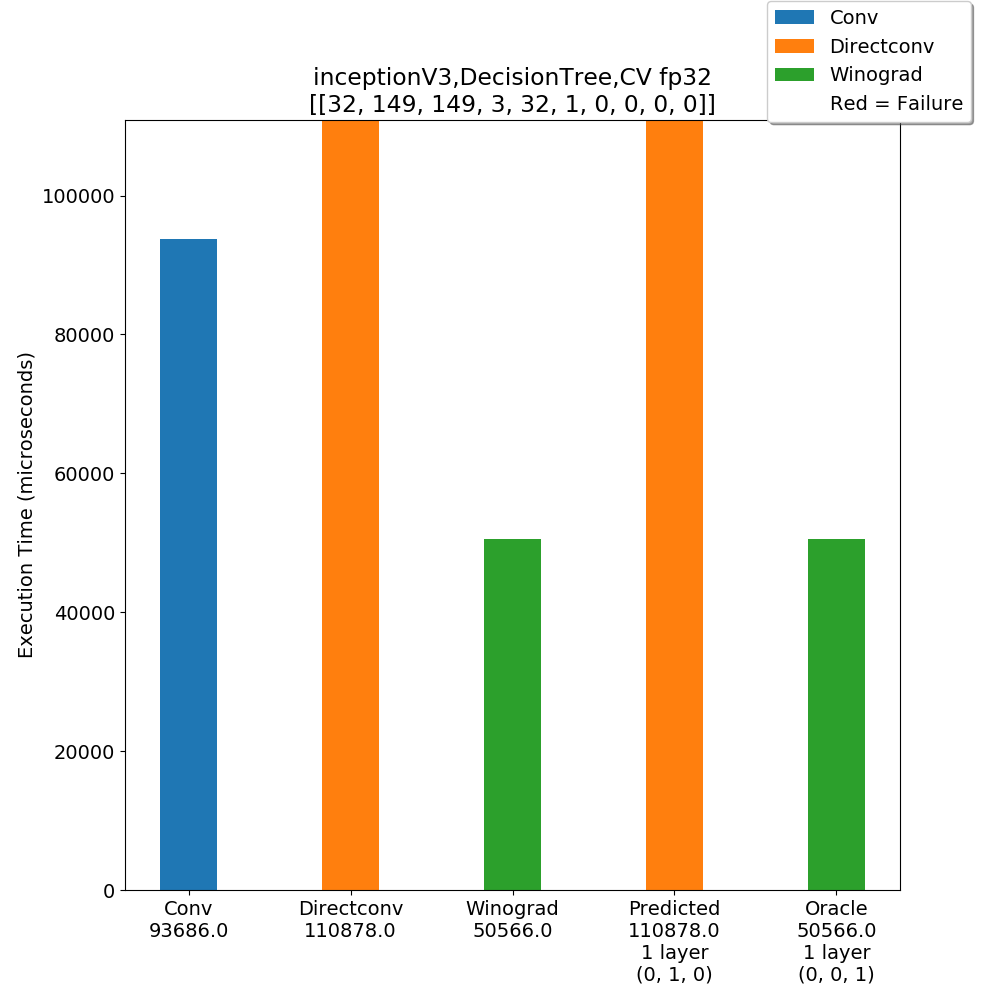 Conv
Directconv
Winograd
Red = Failure
inceptionV3,DecisionTree,CV fp32
[[32, 149, 149, 3, 32, 1, 0, 0, 0, 0]]
Execution Time (microseconds)
100000
80000
60000
40000
20000
0
Conv
93686.0
Directconv
110878.0
Winograd
50566.0
Predicted
110878.0
1 layer
(0, 1, 0)
Oracle
50566.0
1 layer
(0, 0, 1)